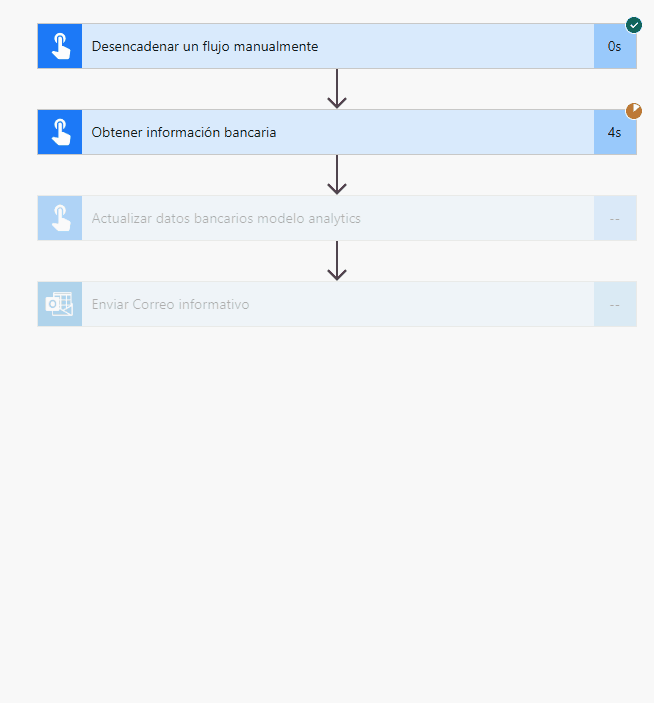 Desencadenar un flujo manualmente 0s
Obtener información bancaria 4s
Actualizar datos bancarios modelo analytics --
Enviar Correo informativo --